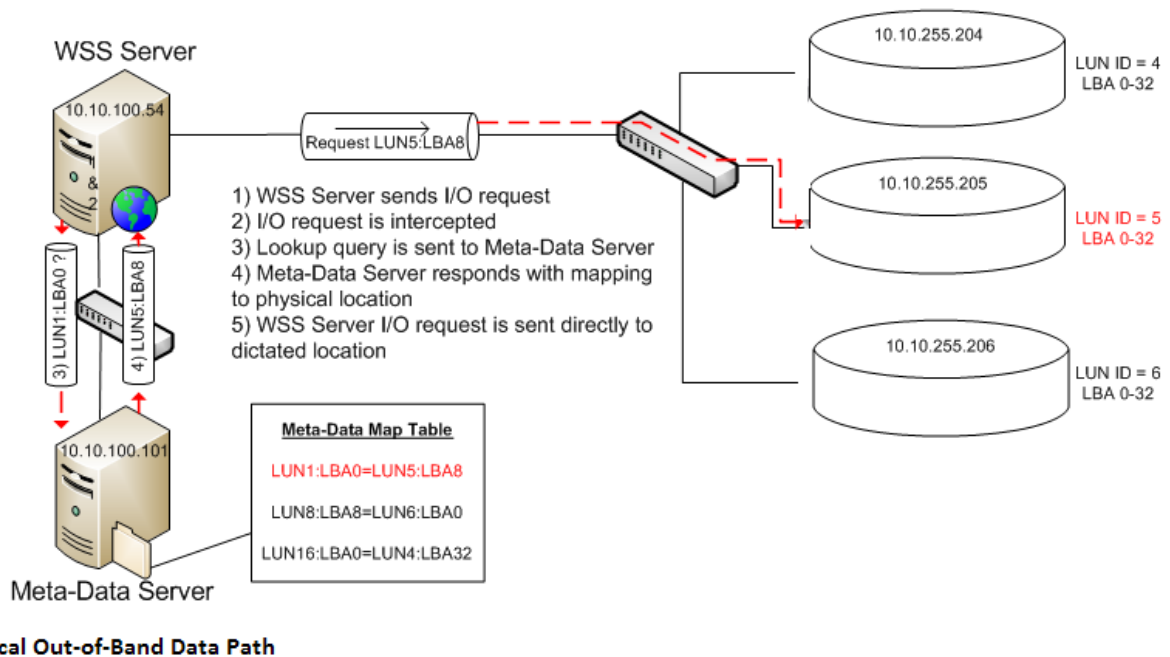 WSS Server
10.10.100.54
1
&
2
Request LUN5:LBA8
10.10.255.204
LUN ID = 4
LBA 0-32
10.10.255.205
LUN ID = 5
LBA 0-32
10.10.255.206
LUN ID = 6
LBA 0-32
1) WSS Server sends I/O request
2) I/O request is intercepted
3) Lookup query is sent to Meta-Data Server
4) Meta-Data Server responds with mapping
to physical location
5) WSS Server I/O request is sent directly to
dictated location
3) LUN1:LBA0 ?
4) LUN5:LBA8
10.10.100.101
Meta-Data Server
Meta-Data Map Table
LUN1:LBA0=LUN5:LBA8
LUN8:LBA8=LUN6:LBA0
LUN16:LBA0=LUN4:LBA32
cal Out-of-Band Data Path